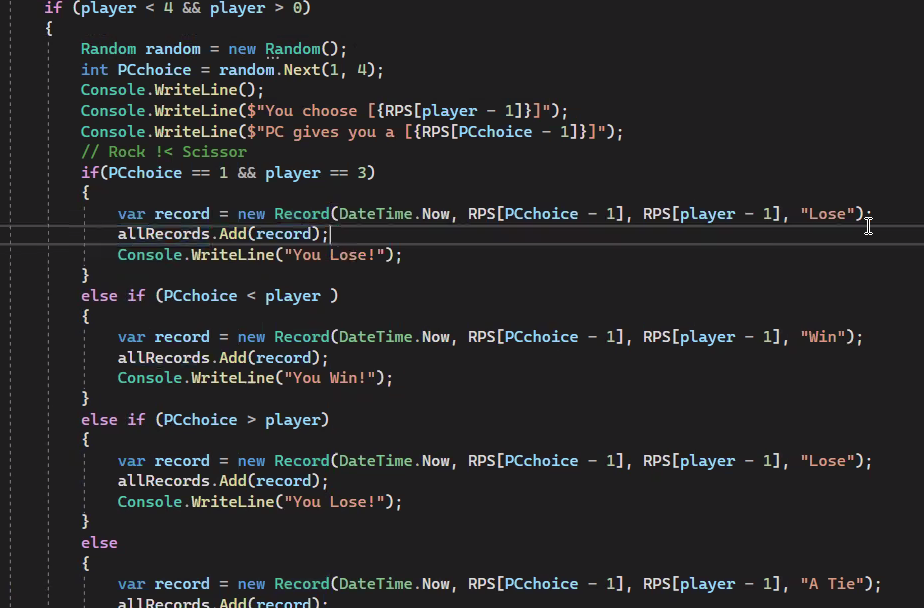 if (player < 4 && player > 0)
{
Random random = new Random();
int PCchoice = random.Next(1, 4);
Console.WriteLine();
Console.WriteLine($"You choose [{RPS[player - 1]}]");
Console.WriteLine($"PC gives you a [{RPS[PCchoice - 1]}]");
// Rock !< Scissor
if(PCchoice == 1 && player == 3)
{
var record = new Record(DateTime.Now, RPS[PCchoice - 1], RPS[player - 1], "Lose");
allRecords.Add(record);
Console.WriteLine("You Lose!");
}
else if (PCchoice < player )
{
var record = new Record(DateTime.Now, RPS[PCchoice - 1], RPS[player - 1], "Win");
allRecords.Add(record);
Console.WriteLine("You Win!");
}
else if (PCchoice > player)
{
var record = new Record(DateTime.Now, RPS[PCchoice - 1], RPS[player - 1], "Lose");
allRecords.Add(record);
Console.WriteLine("You Lose!");
}
else
{
var record = new Record(DateTime.Now, RPS[PCchoice - 1], RPS[player - 1], "A Tie");
allRecords.Add(record);